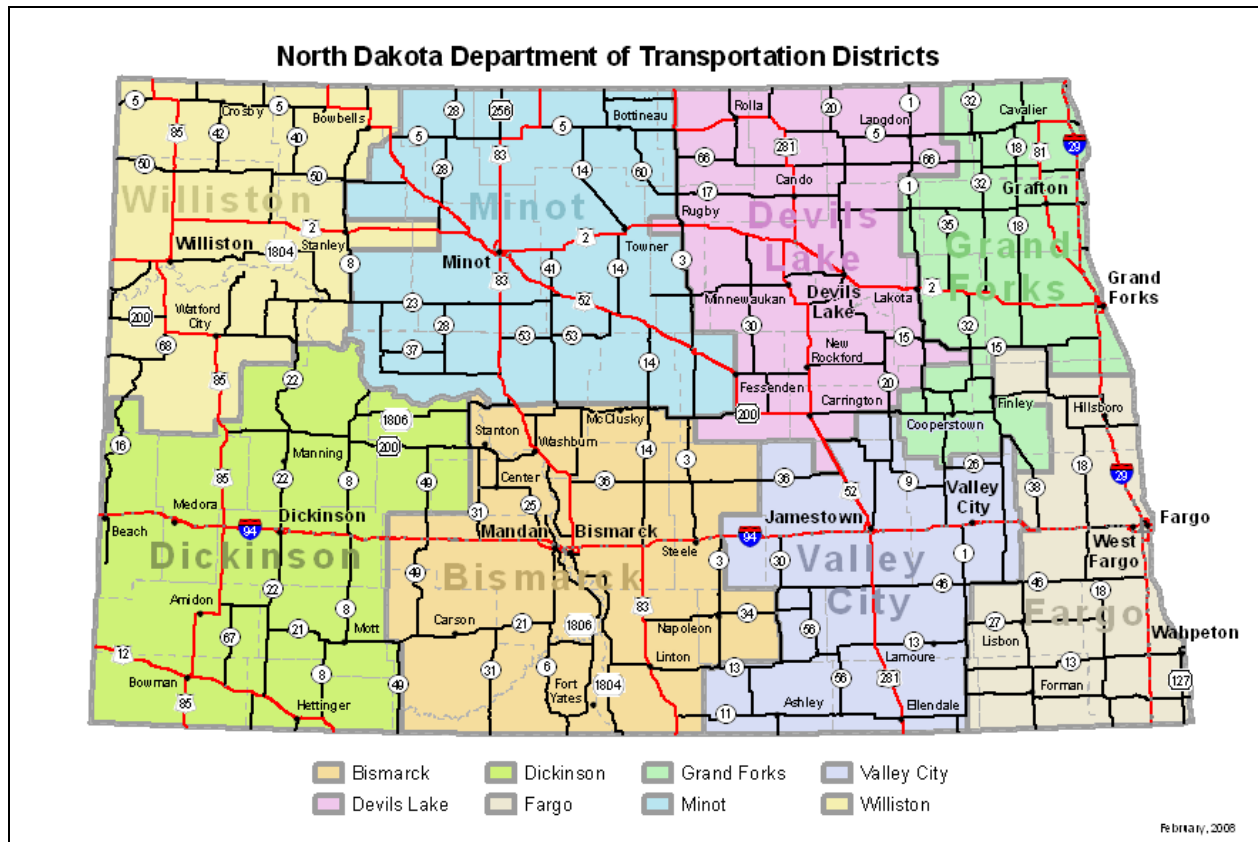 North Dakota Department of Transportation Districts
5 Crosby 5 Bowbells 28 256 Bottineau Rolla 20 1 Langdon 32 Cavalier
85 42 40 5 83 5 281 5 18 81 29
50 50 28 14 60 66 Cando 66 1 32 Grafton
Williston Minot 17 Rugby Devils Lake 35 18 Grand Forks
2 Stanley 2 Towner
Williston 1804 8 Minot 83 41 14 3 Minnewaukan Devils Lake Lakota 2 Grand Forks
200 Watford City 23 28 52 30 32
68 37 53 53 14 New Rockford 15 15
85 22 Fessenden 20 Finley Hillsboro
16 1806 Stanton McClusky 200 Carrington Cooperstown
Manning 200 Washburn 14 3 26 18
85 22 8 49 Center 36 36 52 9 Valley City 38 29
Medora 31 25
Beach 94 Dickinson Mandan Bismarck Steele 94 Jamestown Fargo
Dickinson Bismarck 3 30 Valley City 1 West Fargo
22 49 46 46 18 Fargo
Amidon 8 83 34 56
67 21 Mott Carson 21 1806 Napoleon 13 27 Lisbon Wahpeton
12 31 6 Linton 13 Lamoure 13
Bowman 8 49 Fort Yates 1804 56 281 Forman 127
85 Hettinger 11 Ashley Ellendale
Bismarck Dickinson Grand Forks Valley City
Devils Lake Fargo Minot Williston
February, 2008